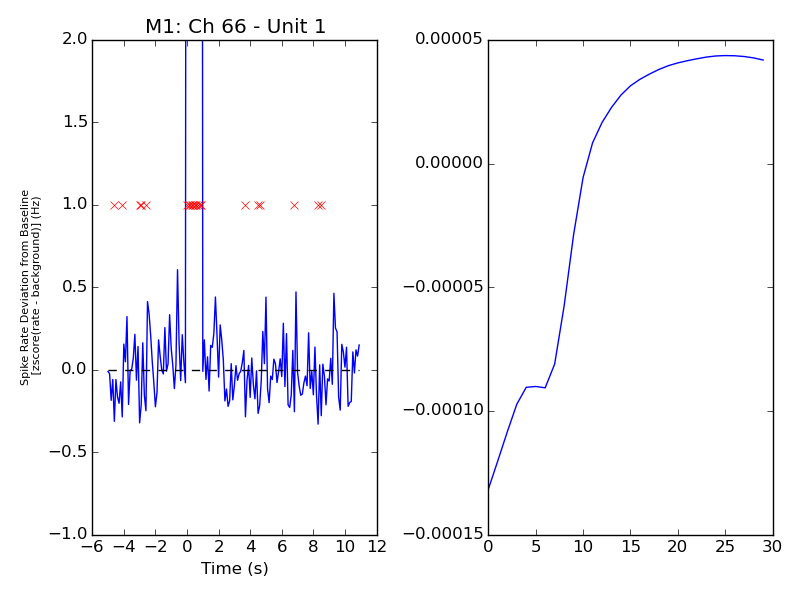 M1: Ch 66 - Unit 1
Spike Rate Deviation from Baseline
[zscore(rate - background)] (Hz)
2.0
1.5
1.0
0.5
0.0
−0.5
−1.0
−6 −4 −2 0 2 4 6 8 10 12
Time (s)
0.00005
0.00000
−0.00005
−0.00010
−0.00015
0 5 10 15 20 25 30